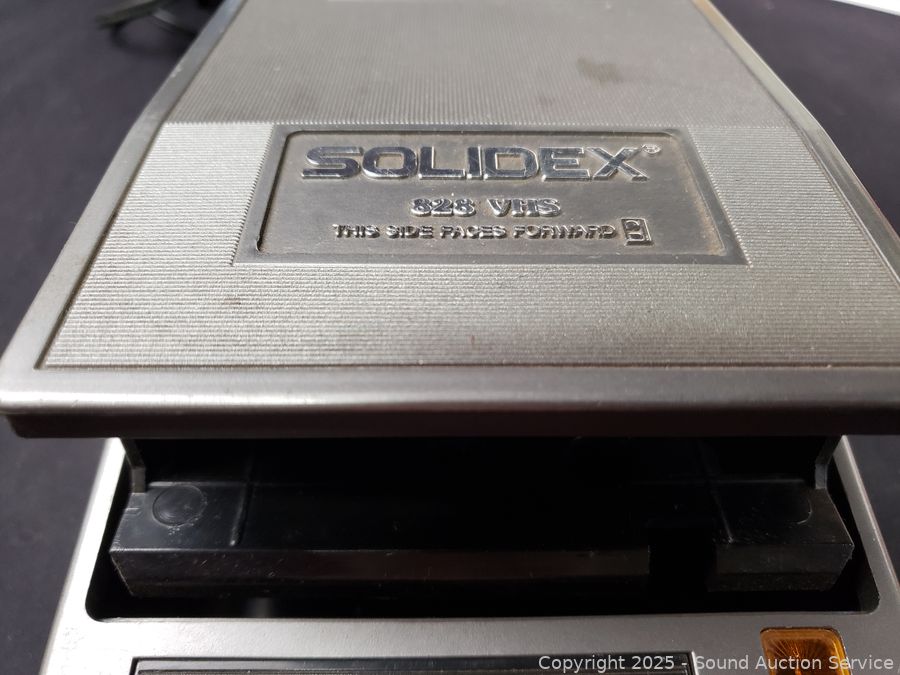 SOLIDEX®
828 VHS
THIS SIDE FACES FORWARD
Copyright 2025 - Sound Auction Service